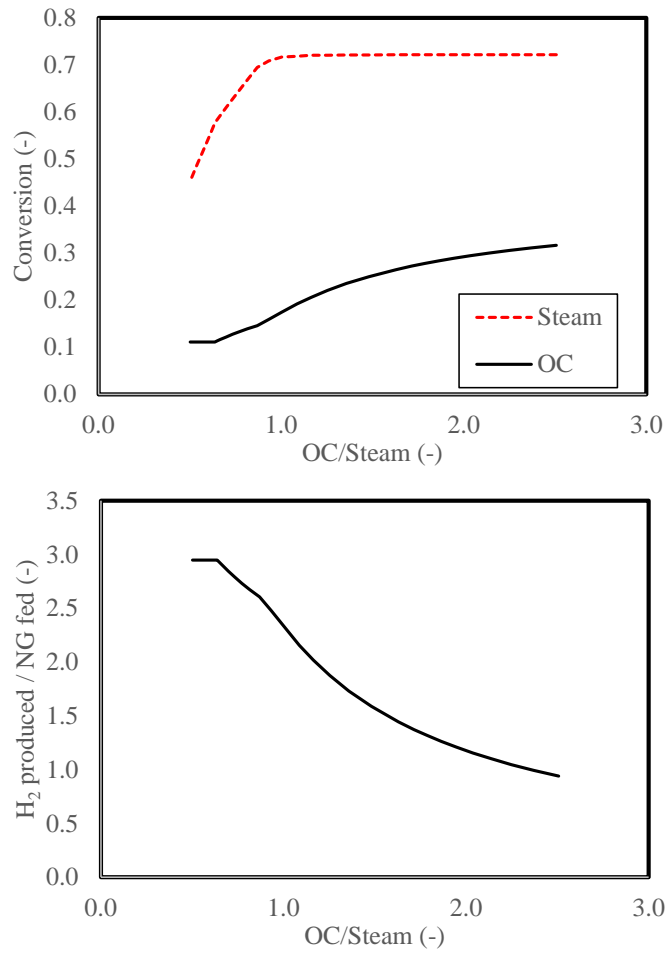 0.8
0.7
0.6
0.5
0.4
0.3
0.2
0.1
0.0
Conversion (-)
Steam
OC
0.0 1.0 2.0 3.0
OC/Steam (-)
3.5
3.0
2.5
2.0
1.5
1.0
0.5
0.0
H₂ produced / NG fed (-)
0.0 1.0 2.0 3.0
OC/Steam (-)